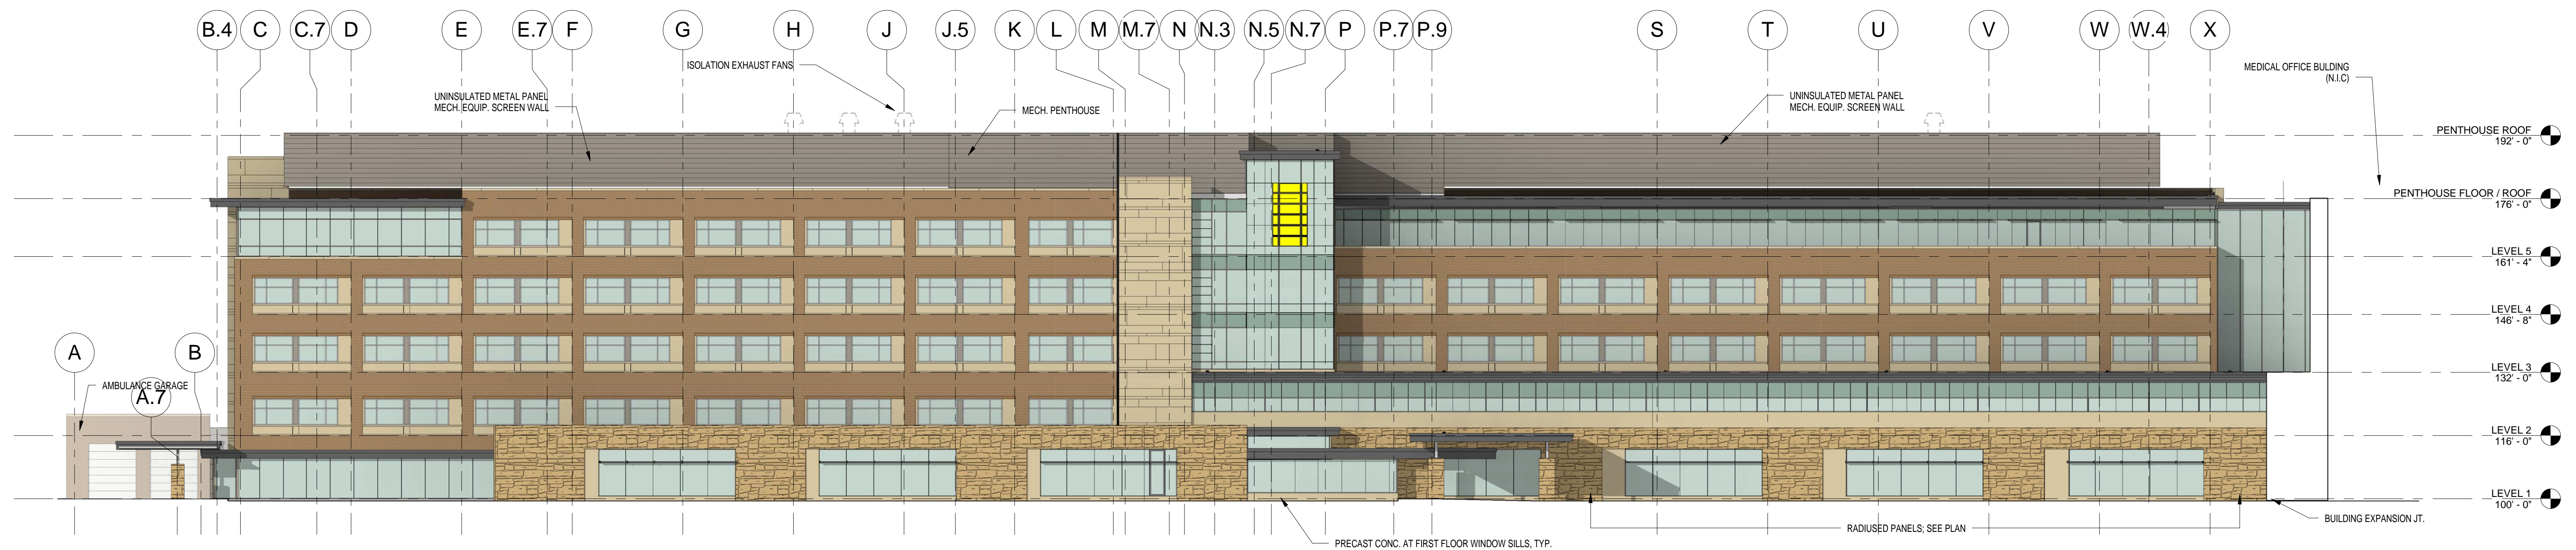 B.4 C C.7 D E E.7 F G H J J.5 K L M M.7 N N.3 N.5 N.7 P P.7 P.9 S T U V W W.4 X
ISOLATION EXHAUST FANS
MEDICAL OFFICE BULDING
(N.I.C)
UNINSULATED METAL PANEL
MECH. EQUIP. SCREEN WALL
MECH. PENTHOUSE
UNINSULATED METAL PANEL
MECH. EQUIP. SCREEN WALL
PENTHOUSE ROOF
192' - 0"
PENTHOUSE FLOOR / ROOF
176' - 0"
LEVEL 5
161' - 4"
LEVEL 4
146' - 8"
A B
LEVEL 3
132' - 0"
AMBULANCE GARAGE
A.7
LEVEL 2
116' - 0"
LEVEL 1
100' - 0"
BUILDING EXPANSION JT.
RADIUSED PANELS; SEE PLAN
PRECAST CONC. AT FIRST FLOOR WINDOW SILLS, TYP.